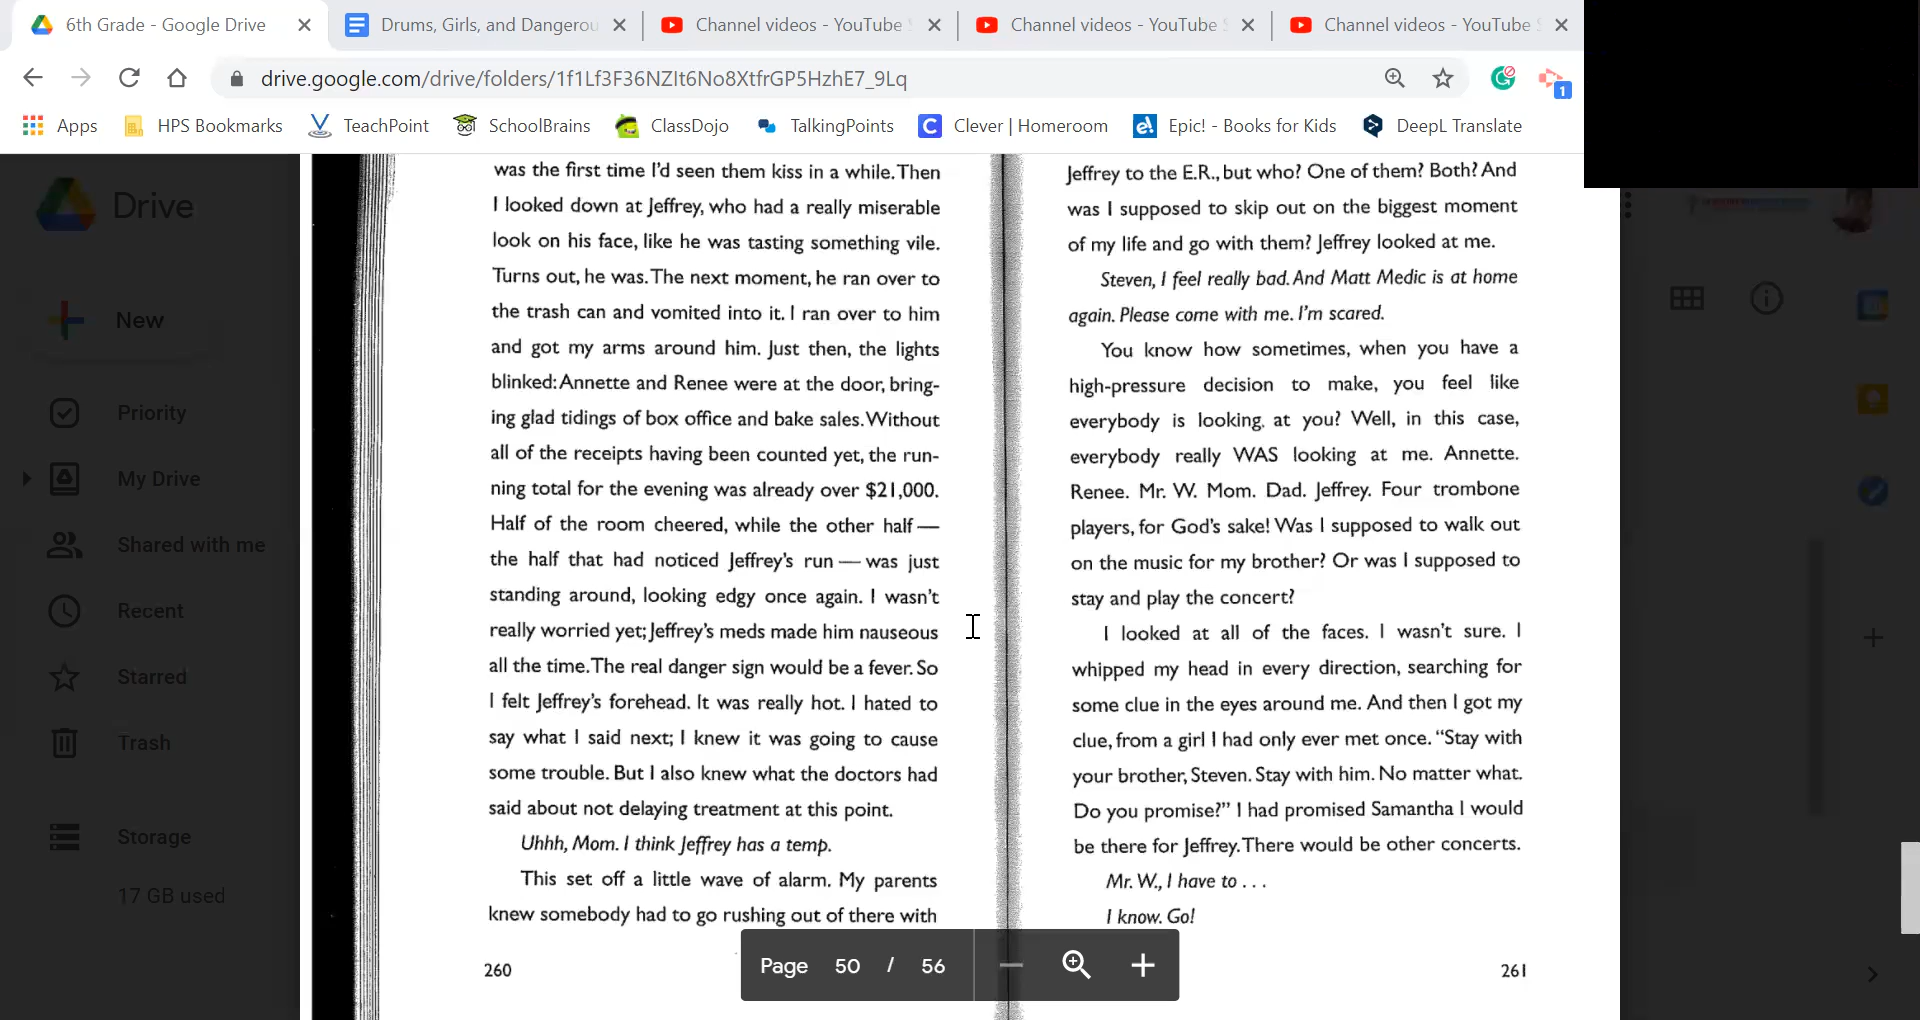 6th Grade - Google Drive
Drums, Girls, and Dangerou
Channel videos - YouTube
Channel videos - YouTube
Channel videos - YouTube
drive.google.com/drive/folders/1f1Lf3F36NZIt6No8XtfrGP5HzhE7_9Lq
1
Apps
HPS Bookmarks
TeachPoint
SchoolBrains
ClassDojo
TalkingPoints
Clever | Homeroom
Epic! - Books for Kids
DeepL Translate
Drive
New
Priority
My Drive
Shared with me
Recent
Starred
Trash
Storage
17 GB used
was the first time I'd seen them kiss in a while. Then
I looked down at Jeffrey, who had a really miserable
look on his face, like he was tasting something vile.
Turns out, he was. The next moment, he ran over to
the trash can and vomited into it. I ran over to him
and got my arms around him. Just then, the lights
blinked: Annette and Renee were at the door, bring-
ing glad tidings of box office and bake sales. Without
all of the receipts having been counted yet, the run-
ning total for the evening was already over $21,000.
Half of the room cheered, while the other half —
the half that had noticed Jeffrey's run — was just
standing around, looking edgy once again. I wasn't
really worried yet; Jeffrey's meds made him nauseous
all the time. The real danger sign would be a fever. So
I felt Jeffrey's forehead. It was really hot. I hated to
say what I said next; I knew it was going to cause
some trouble. But I also knew what the doctors had
said about not delaying treatment at this point.
Uhhh, Mom. I think Jeffrey has a temp.
This set off a little wave of alarm. My parents
knew somebody had to go rushing out of there with
260
Jeffrey to the E.R., but who? One of them? Both? And
was I supposed to skip out on the biggest moment
of my life and go with them? Jeffrey looked at me.
Steven, I feel really bad. And Matt Medic is at home
again. Please come with me. I'm scared.
You know how sometimes, when you have a
high-pressure decision to make, you feel like
everybody is looking at you? Well, in this case,
everybody really WAS looking at me. Annette.
Renee. Mr. W. Mom. Dad. Jeffrey. Four trombone
players, for God's sake! Was I supposed to walk out
on the music for my brother? Or was I supposed to
stay and play the concert?
I looked at all of the faces. I wasn't sure. I
whipped my head in every direction, searching for
some clue in the eyes around me. And then I got my
clue, from a girl I had only ever met once. "Stay with
your brother, Steven. Stay with him. No matter what.
Do you promise?" I had promised Samantha I would
be there for Jeffrey. There would be other concerts.
Mr. W., I have to . . .
I know. Go!
261
Page 50 / 56